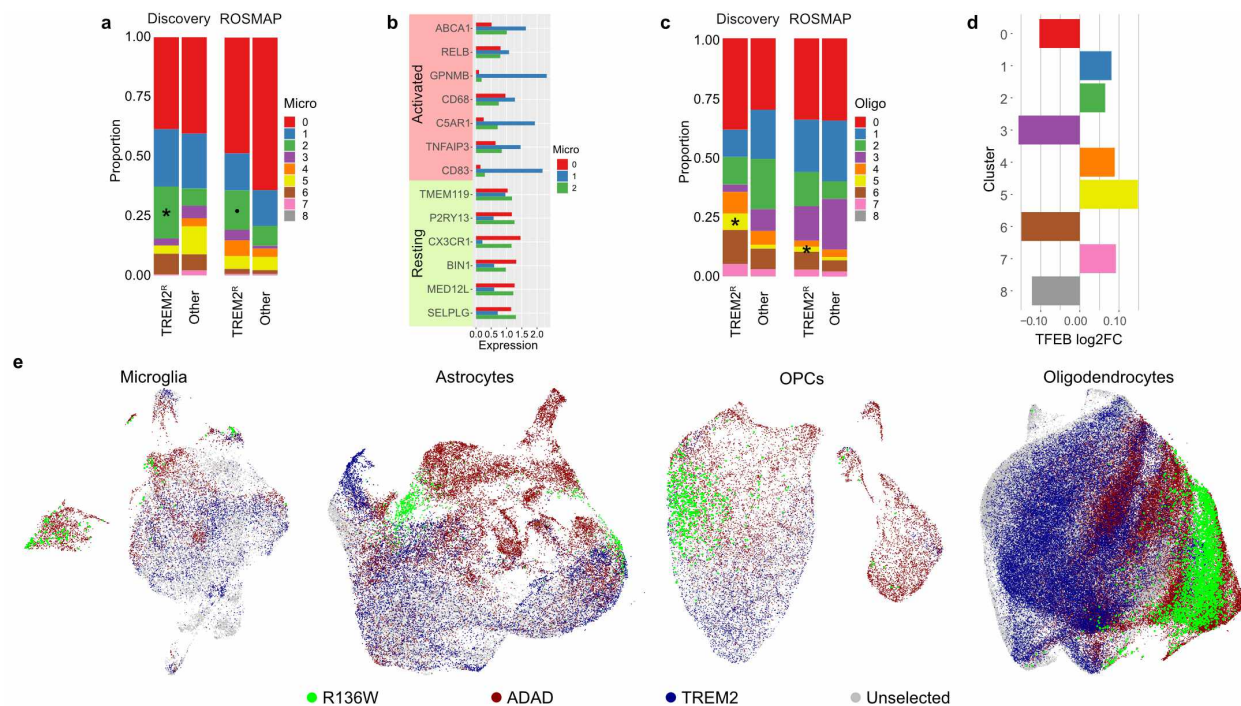 a
Discovery ROSMAP
Proportion
1.00
0.75
0.50
0.25
0.00
*
•
TREM2R
Other
TREM2R
Other
Micro
0
1
2
3
4
5
6
7
8
b
Activated
Resting
ABCA1
RELB
GPNMB
CD68
C5AR1
TNFAIP3
CD83
TMEM119
P2RY13
CX3CR1
BIN1
MED12L
SELPLG
0.0 0.5 1.0 1.5 2.0
Expression
Micro
0
1
2
c
Discovery ROSMAP
Proportion
1.00
0.75
0.50
0.25
0.00
*
*
TREM2R
Other
TREM2R
Other
Oligo
0
1
2
3
4
5
6
7
8
d
Cluster
0
1
2
3
4
5
6
7
8
−0.10 0.00 0.10
TFEB log2FC
e
Microglia Astrocytes OPCs Oligodendrocytes
R136W ADAD TREM2 Unselected